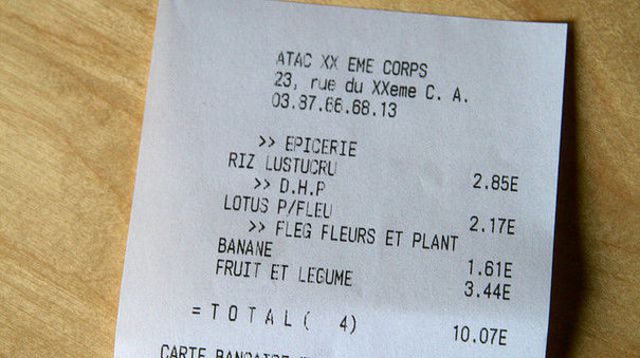 ATAC XX EME CORPS
23, rue du XXeme C. A.
03.87.66.68.13
>> EPICERIE
RIZ LUSTUCRU 2.85E
>> D.H.P
LOTUS P/FLEU 2.17E
>> FLEG FLEURS ET PLANT
BANANE 1.61E
FRUIT ET LEGUME 3.44E
=TOTAL( 4) 10.07E
CARTE BANCAIRE